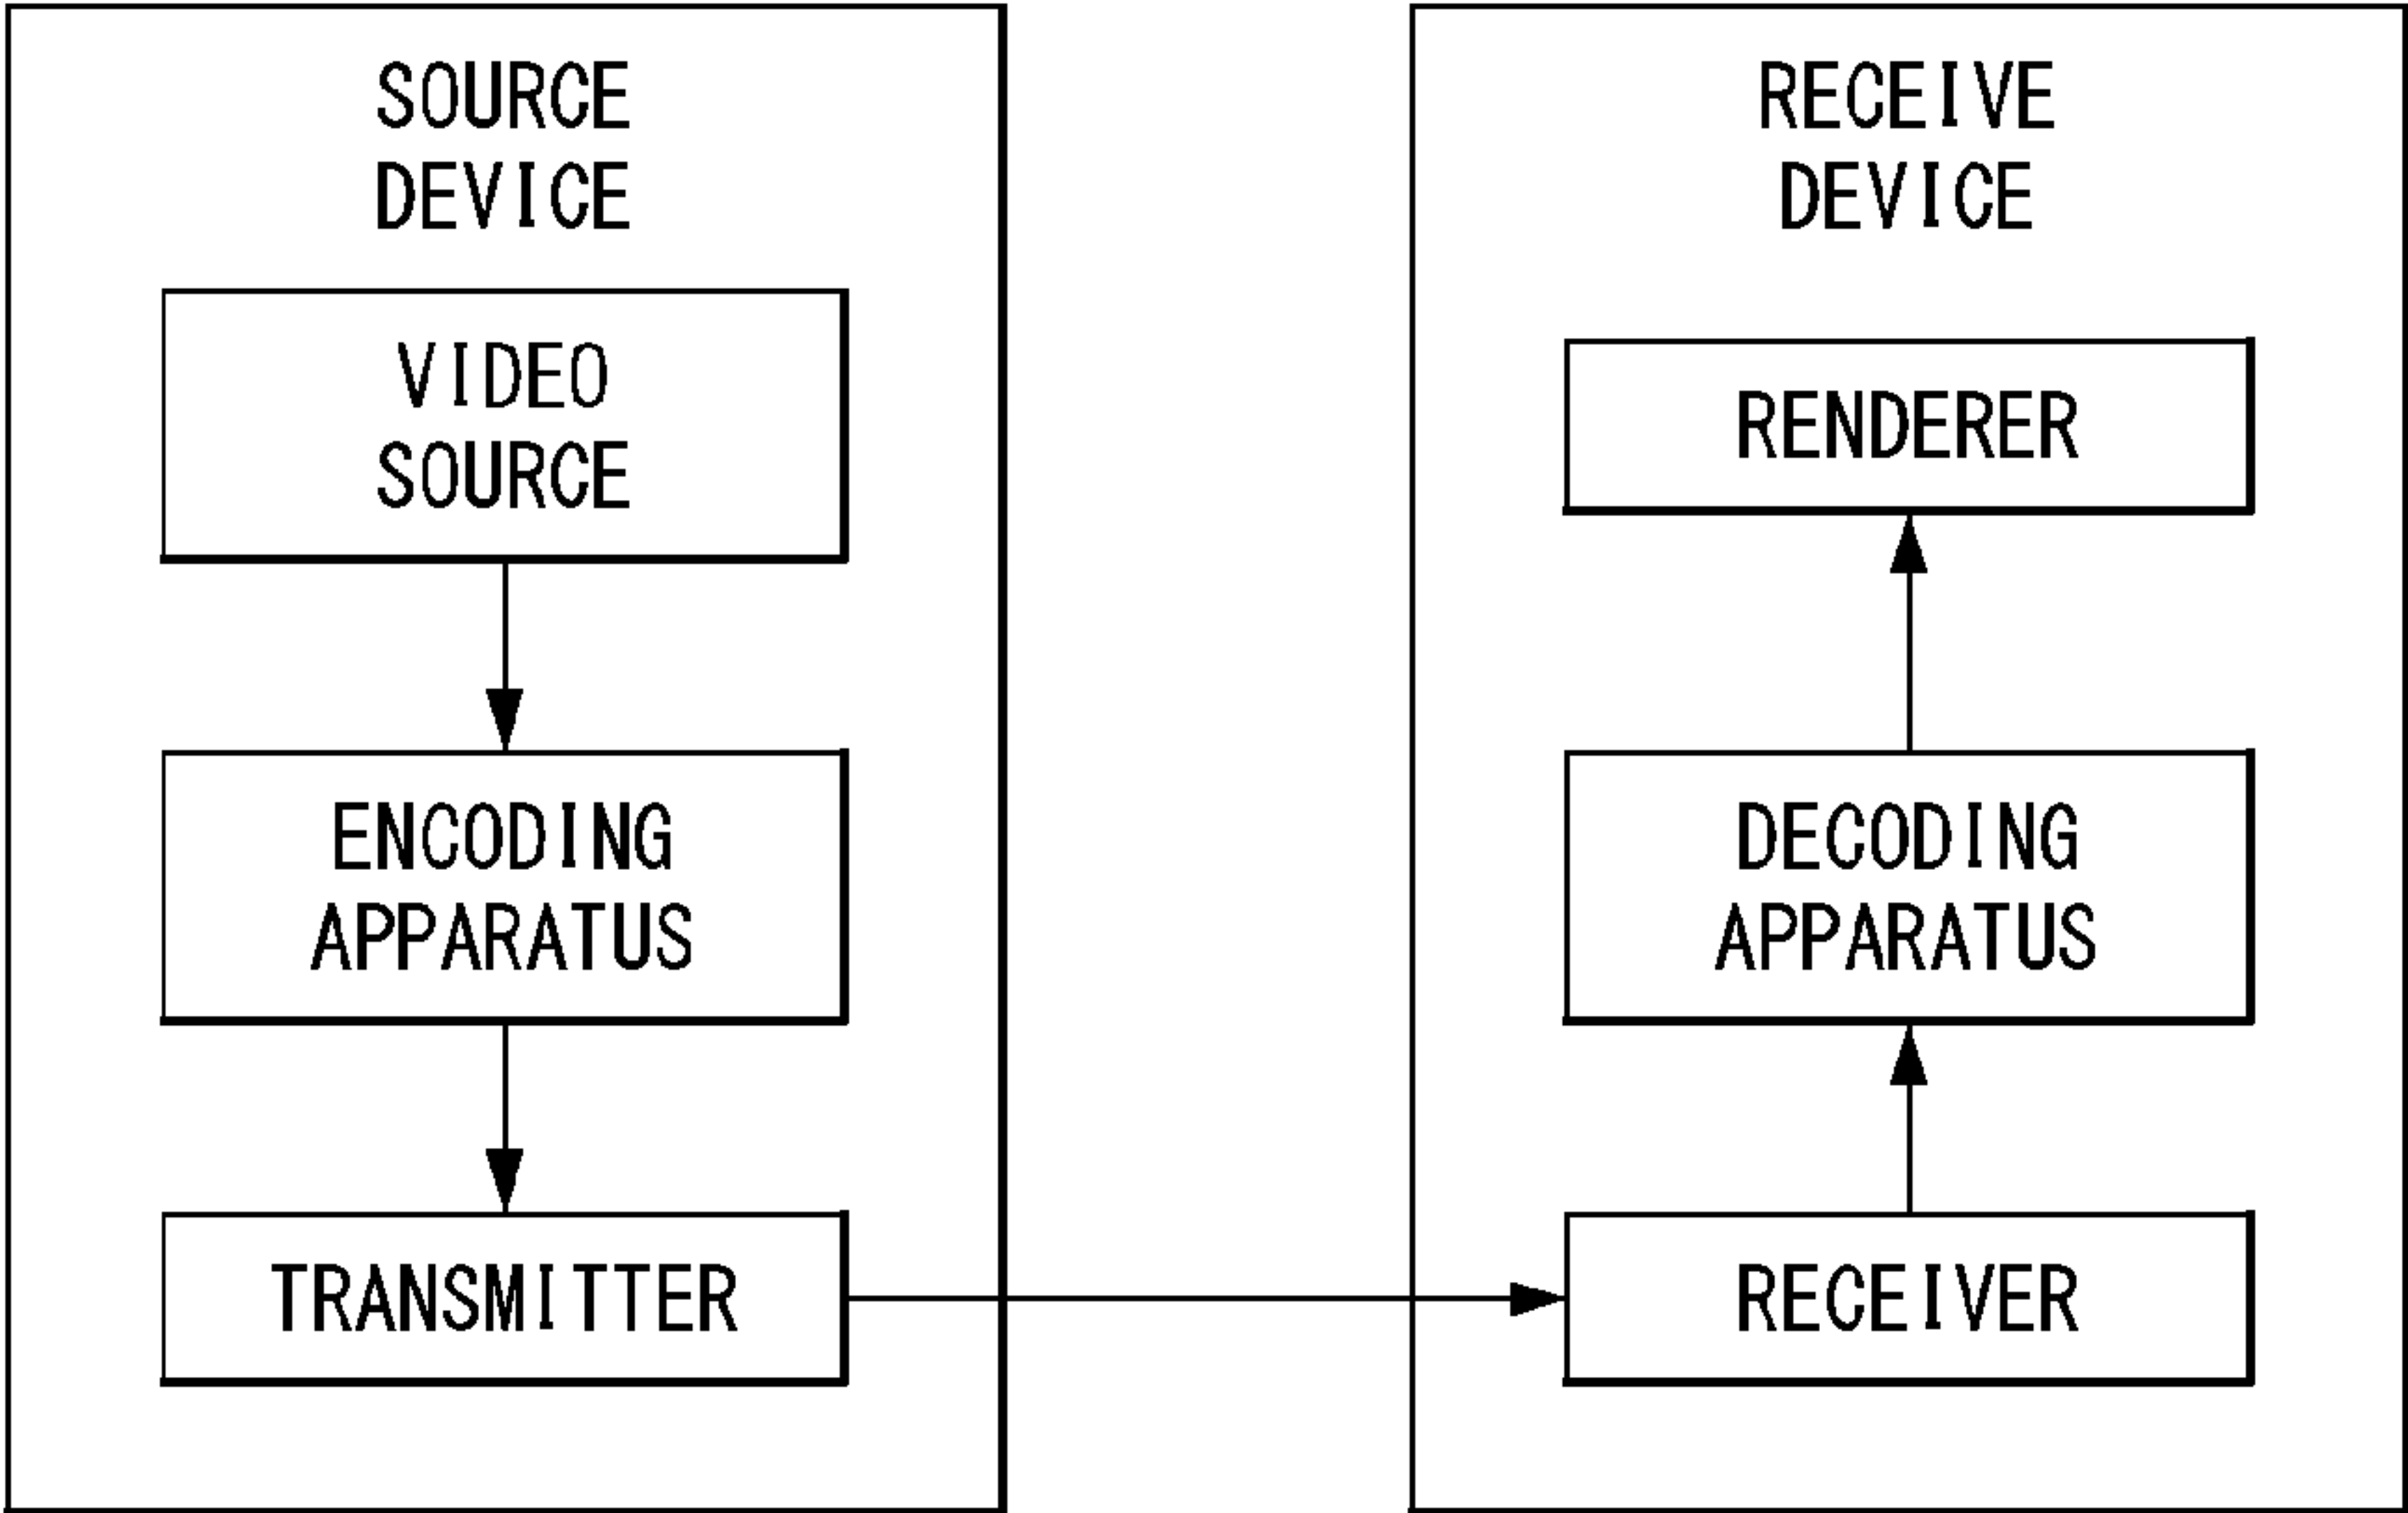 SOURCE
DEVICE
VIDEO
SOURCE
ENCODING
APPARATUS
TRANSMITTER
RECEIVE
DEVICE
RENDERER
DECODING
APPARATUS
RECEIVER